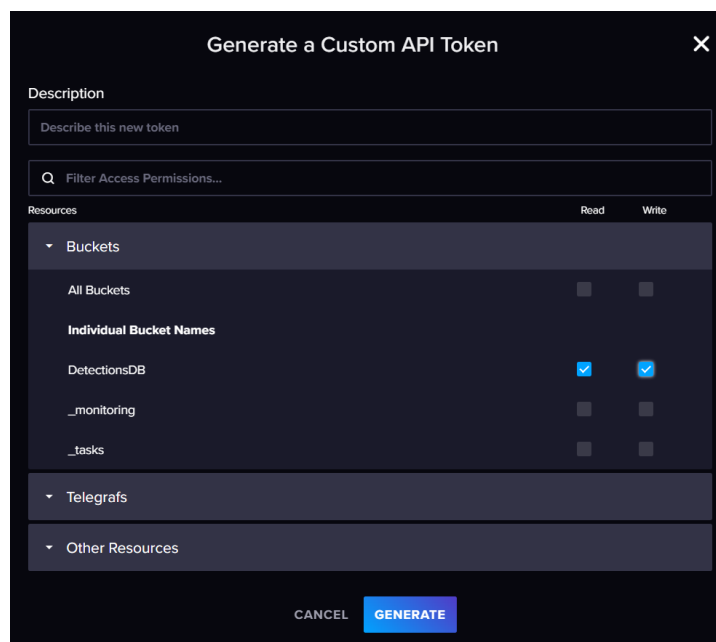 Generate a Custom API Token
Description
Describe this new token
Filter Access Permissions...
Resources Read Write
Buckets
All Buckets
Individual Bucket Names
DetectionsDB
_monitoring
_tasks
Telegrafs
Other Resources
CANCEL GENERATE